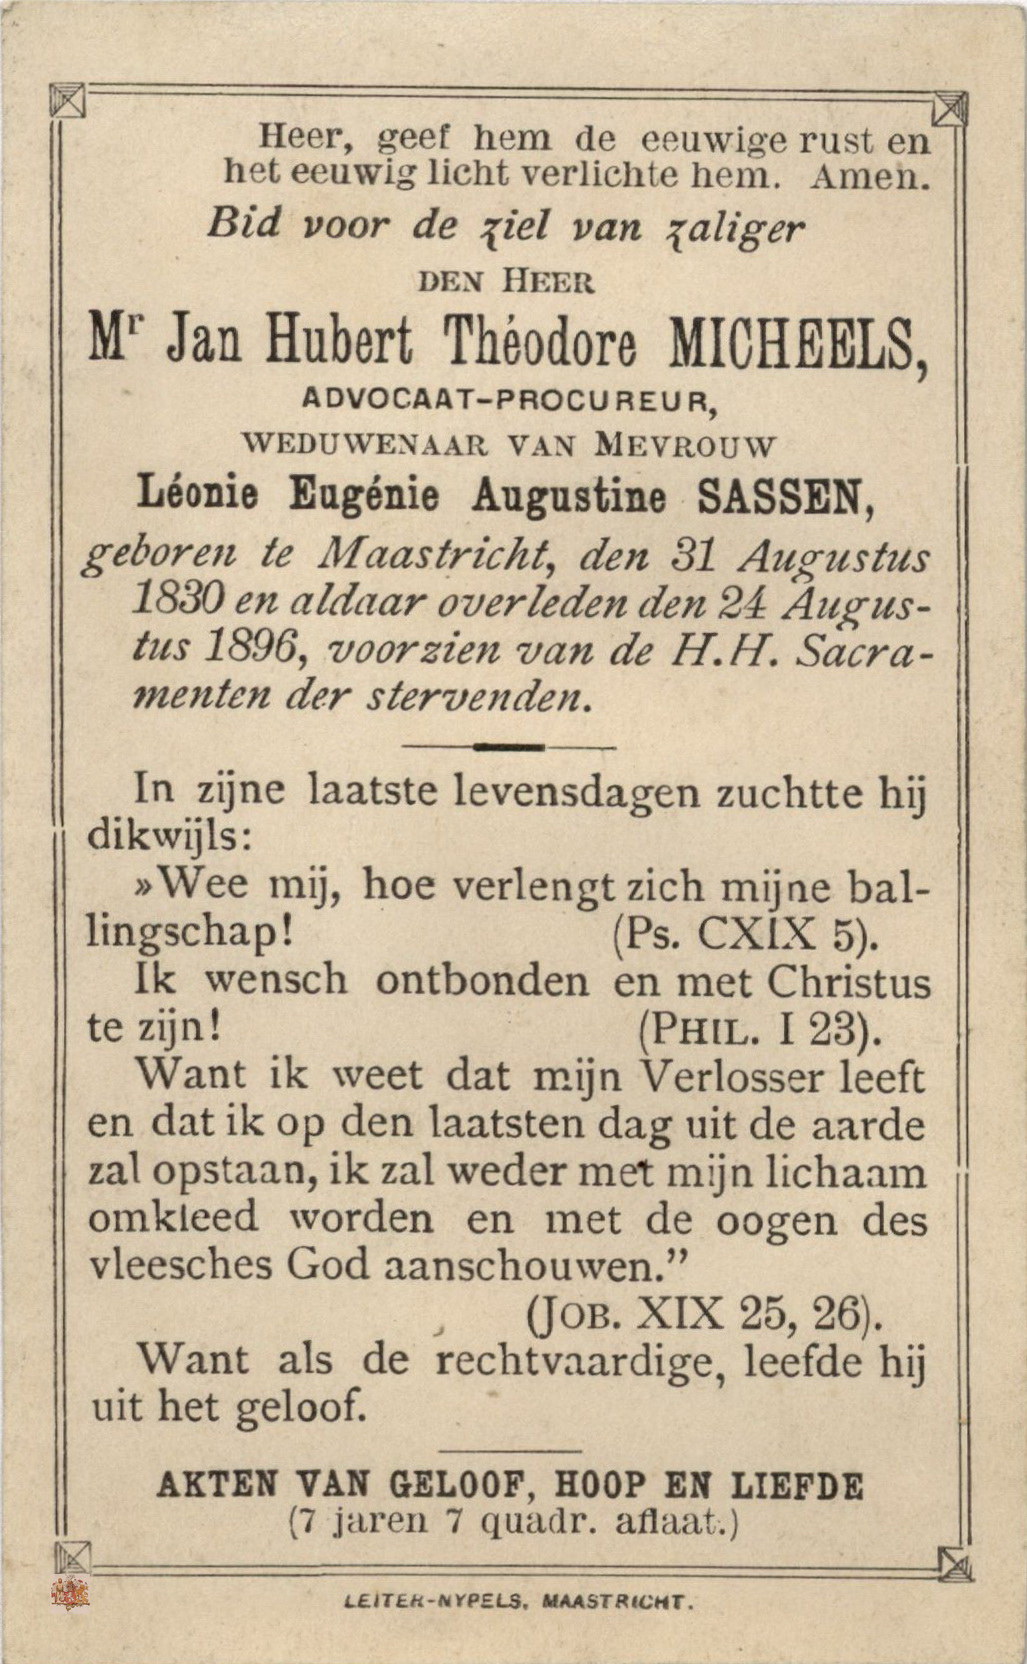 Heer, geef hem de eeuwige rust en
het eeuwig licht verlichte hem. Amen.
Bid voor de ziel van zaliger
DEN HEER
Mr Jan Hubert Théodore MICHEELS,
ADVOCAAT-PROCUREUR,
WEDUWENAAR VAN MEVROUW
Léonie Eugénie Augustine SASSEN,
geboren te Maastricht, den 31 Augustus
1830 en aldaar overleden den 24 Augus-
tus 1896, voorzien van de H.H. Sacra-
menten der stervenden.
In zijne laatste levensdagen zuchtte hij
dikwijls:
»Wee mij, hoe verlengt zich mijne bal-
lingschap! (Ps. CXIX 5).
Ik wensch ontbonden en met Christus
te zijn! (PHIL. I 23).
Want ik weet dat mijn Verlosser leeft
en dat ik op den laatsten dag uit de aarde
zal opstaan, ik zal weder met mijn lichaam
omkleed worden en met de oogen des
vleesches God aanschouwen.”
(JOB. XIX 25, 26).
Want als de rechtvaardige, leefde hij
uit het geloof.
AKTEN VAN GELOOF, HOOP EN LIEFDE
(7 jaren 7 quadr. aflaat.)
LEITER-NYPELS, MAASTRICHT.